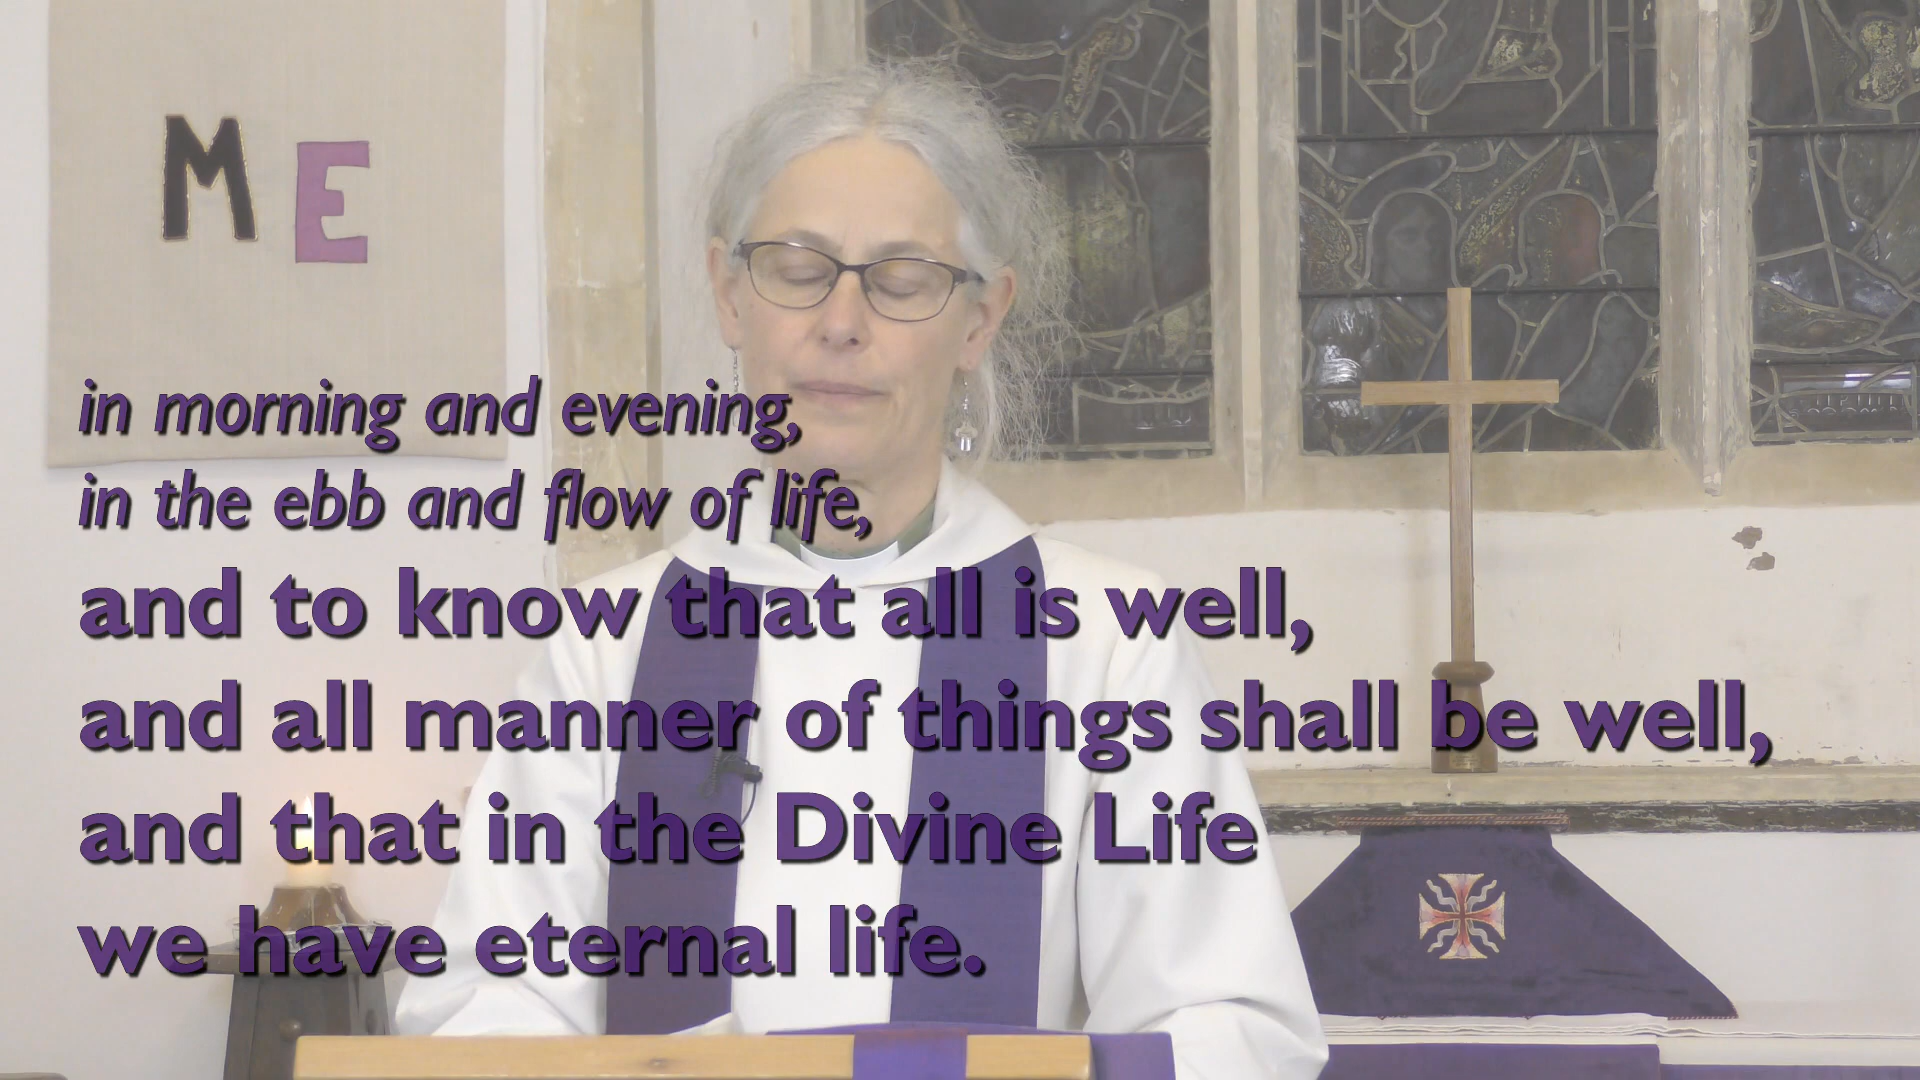 ME
in morning and evening,
in the ebb and flow of life,
and to know that all is well,
and all manner of things shall be well,
and that in the Divine Life
we have eternal life.